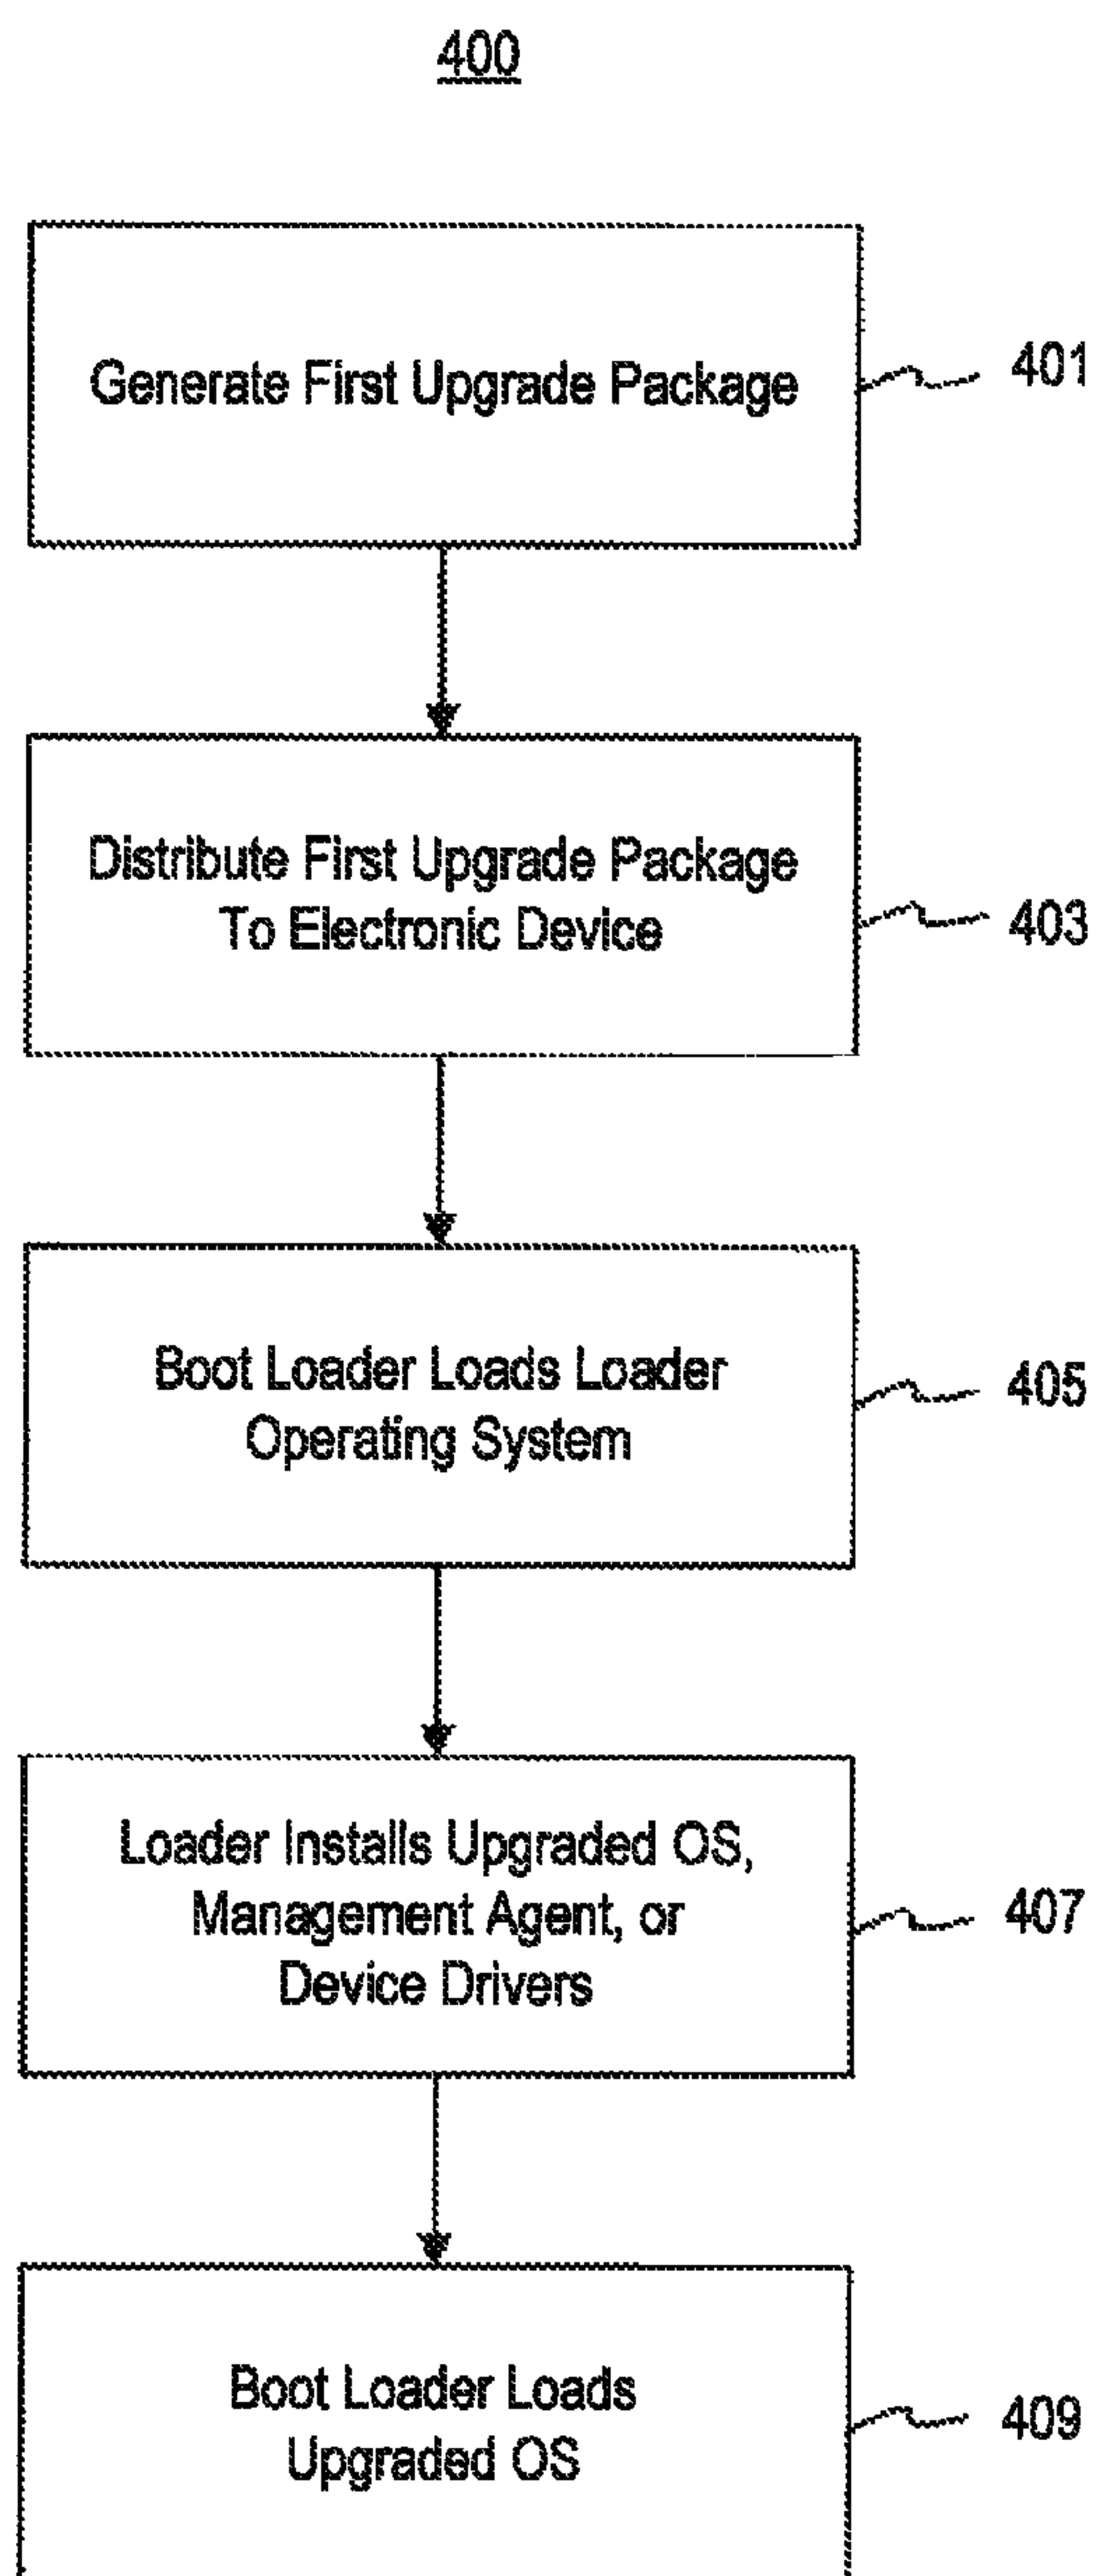 400
Generate First Upgrade Package
401
Distribute First Upgrade Package
To Electronic Device
403
Boot Loader Loads Loader
Operating System
405
Loader Installs Upgraded OS,
Management Agent, or
Device Drivers
407
Boot Loader Loads
Upgraded OS
409